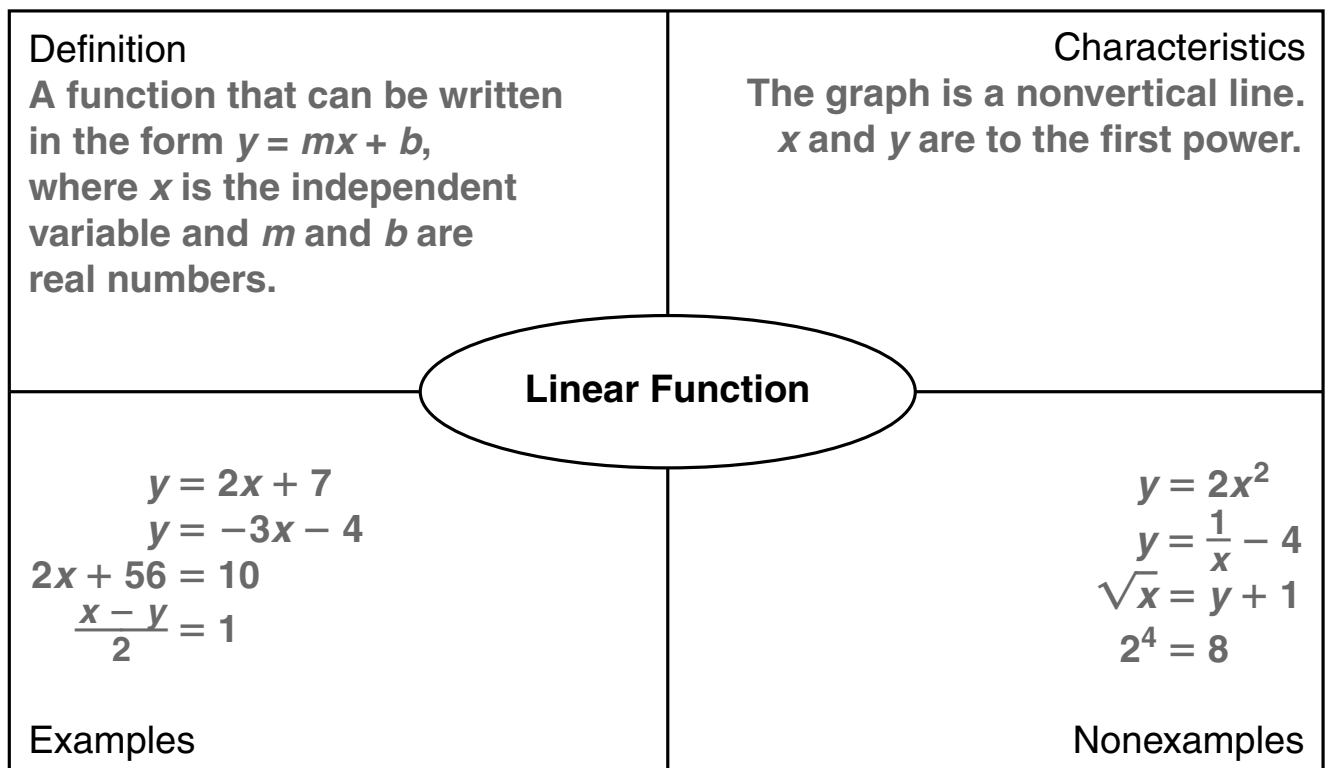 Definition
A function that can be written
in the form y = mx + b,
where x is the independent
variable and m and b are
real numbers.
Characteristics
The graph is a nonvertical line.
x and y are to the first power.
Linear Function
y = 2x + 7
y = −3x − 4
2x + 56 = 10
x − y
2
= 1
Examples
y = 2x²
y = 1/x − 4
√x = y + 1
2⁴ = 8
Nonexamples